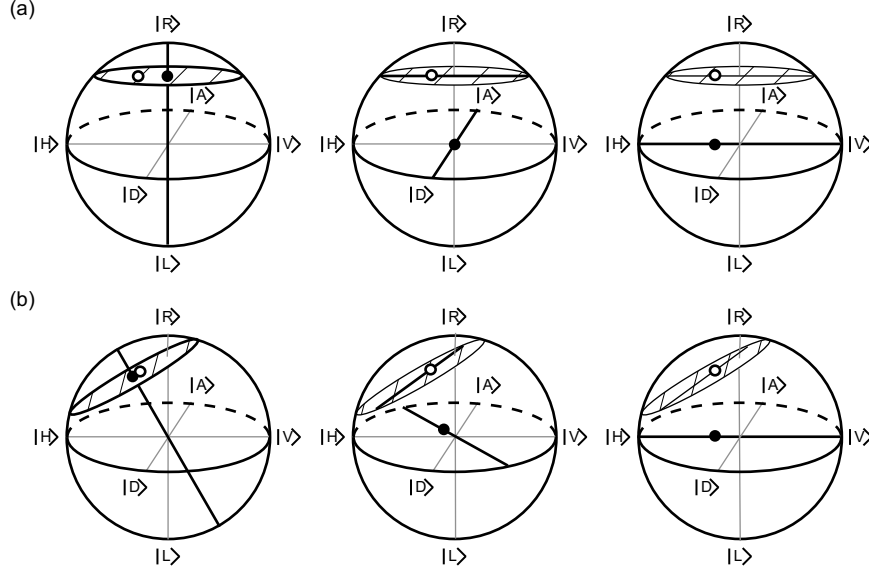 (a)
|R⟩ |R⟩ |R⟩
|A⟩ |A⟩ |A⟩
|H⟩ |V⟩ |H⟩ |V⟩ |H⟩ |V⟩
|D⟩ |D⟩ |D⟩
|L⟩ |L⟩ |L⟩
(b)
|R⟩ |R⟩ |R⟩
|A⟩ |A⟩ |A⟩
|H⟩ |V⟩ |H⟩ |V⟩ |H⟩ |V⟩
|D⟩ |D⟩ |D⟩
|L⟩ |L⟩ |L⟩